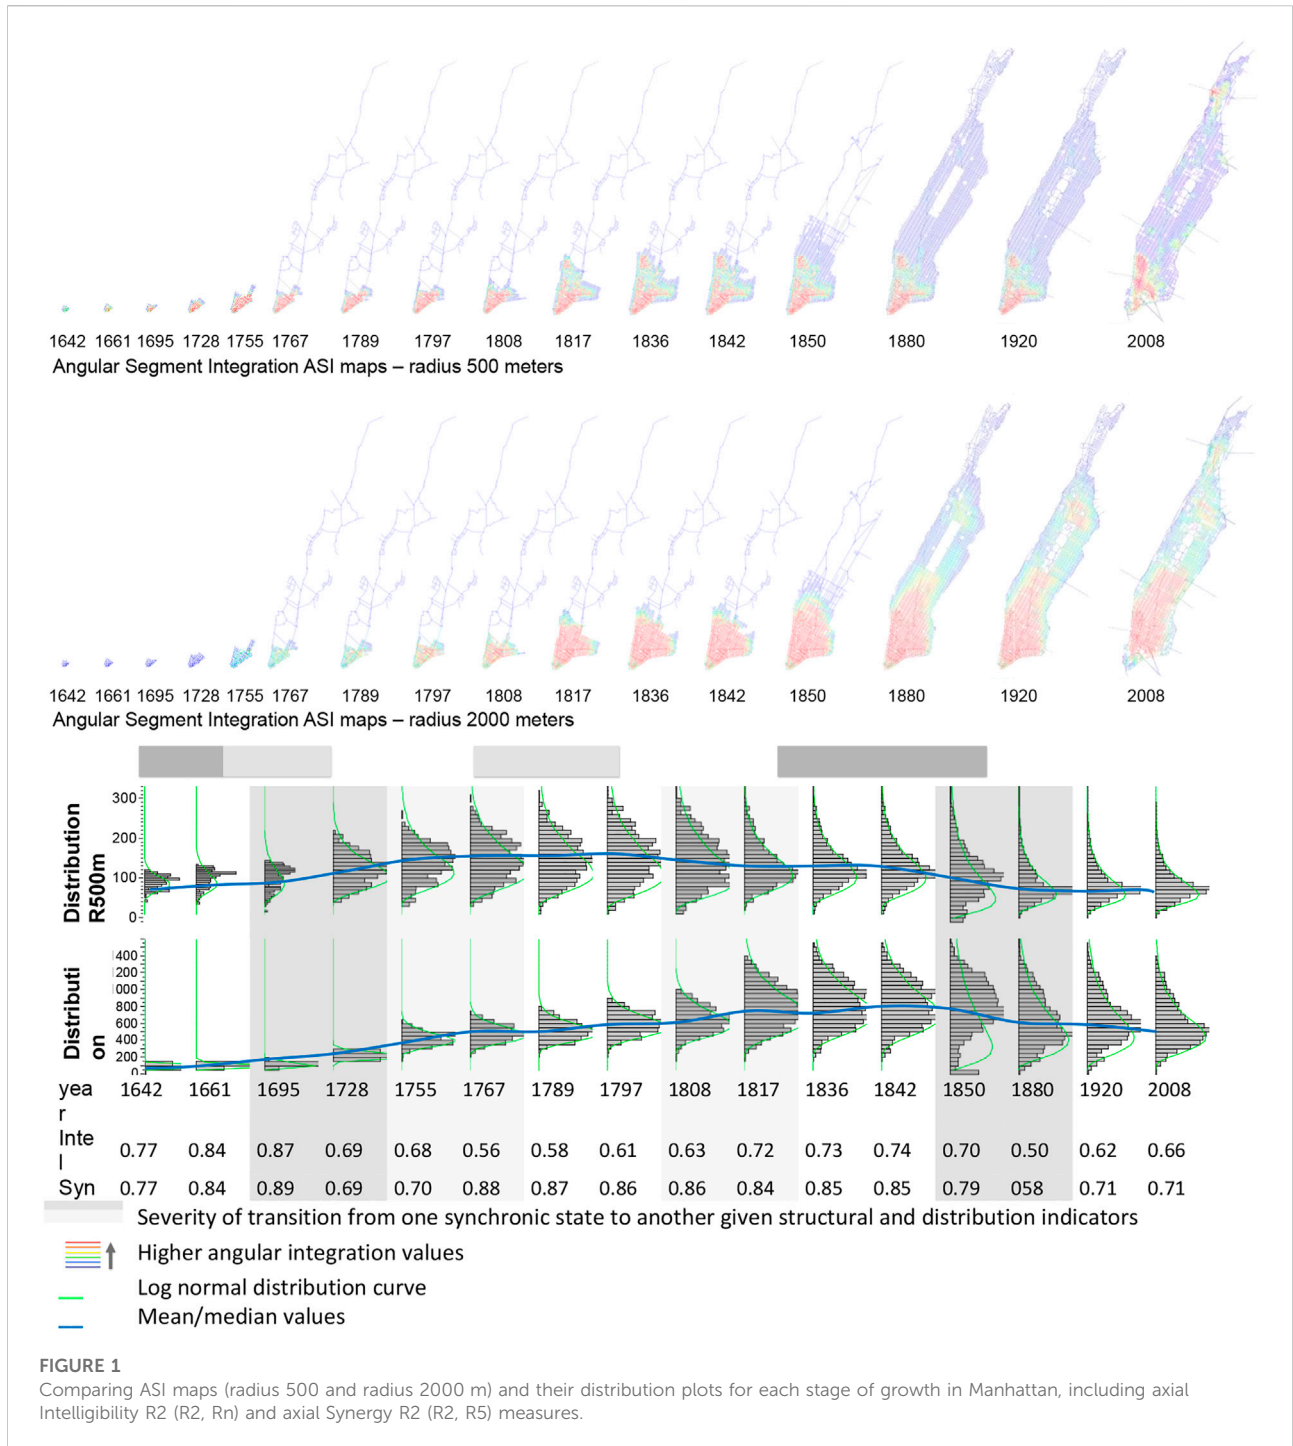 1642 1661 1695 1728 1755 1767 1789 1797 1808 1817 1836 1842 1850 1880 1920 2008
Angular Segment Integration ASI maps – radius 500 meters
1642 1661 1695 1728 1755 1767 1789 1797 1808 1817 1836 1842 1850 1880 1920 2008
Angular Segment Integration ASI maps – radius 2000 meters
Distribution
R500m
300
200
100
0
Distributi
on
1400
1200
1000
800
600
400
200
0
yea
r
1642 1661 1695 1728 1755 1767 1789 1797 1808 1817 1836 1842 1850 1880 1920 2008
Inte
l
0.77 0.84 0.87 0.69 0.68 0.56 0.58 0.61 0.63 0.72 0.73 0.74 0.70 0.50 0.62 0.66
Syn 0.77 0.84 0.89 0.69 0.70 0.88 0.87 0.86 0.86 0.84 0.85 0.85 0.79 058 0.71 0.71
Severity of transition from one synchronic state to another given structural and distribution indicators
Higher angular integration values
Log normal distribution curve
Mean/median values
FIGURE 1
Comparing ASI maps (radius 500 and radius 2000 m) and their distribution plots for each stage of growth in Manhattan, including axial
Intelligibility R2 (R2, Rn) and axial Synergy R2 (R2, R5) measures.